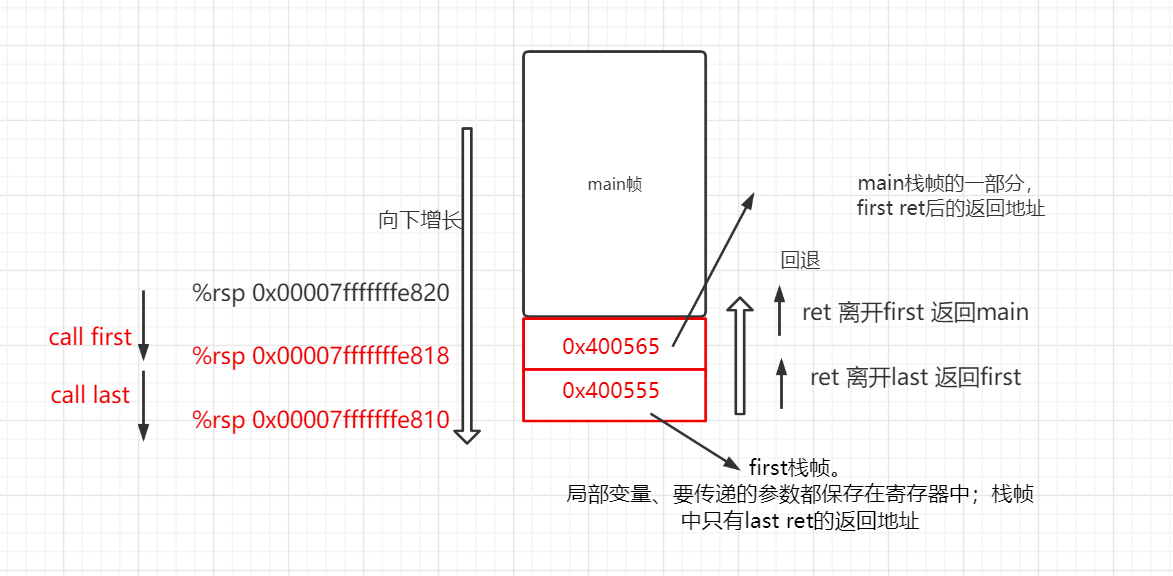 main帧
main栈帧的一部分，
first ret后的返回地址
向下增长
回退
%rsp 0x00007fffffffe820
ret 离开first 返回main
call first
0x400565
%rsp 0x00007fffffffe818
ret 离开last 返回first
call last
0x400555
%rsp 0x00007fffffffe810
first栈帧。
局部变量、要传递的参数都保存在寄存器中；栈帧
中只有last ret的返回地址